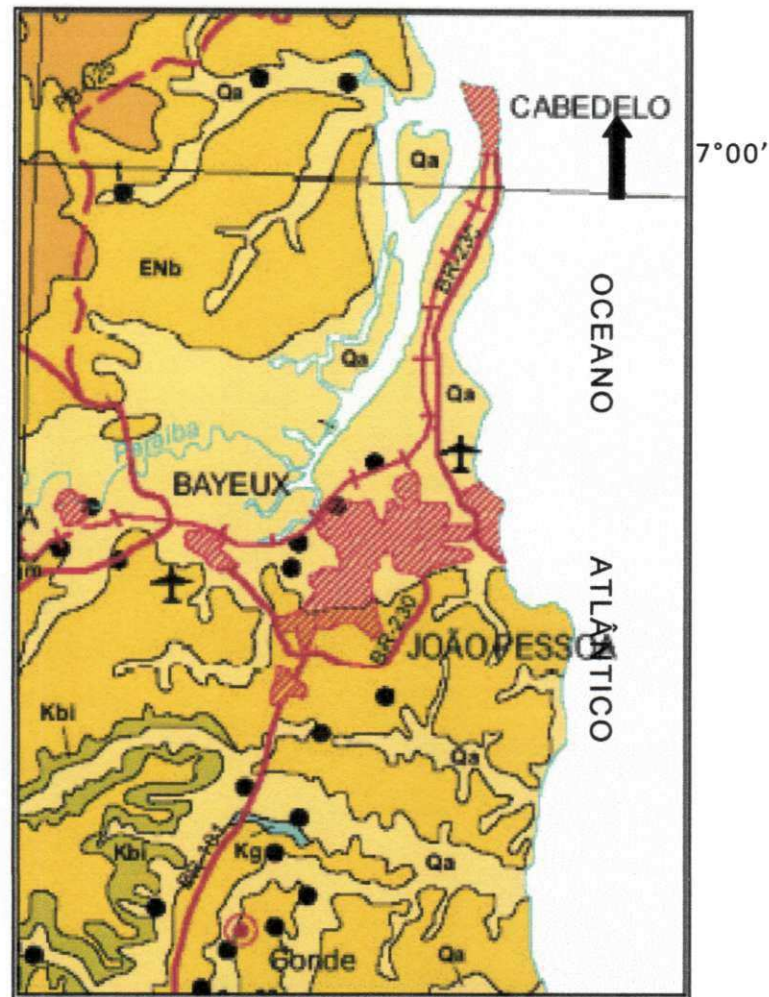 Qa
CABEDELO
7°00'
Qa
ENb
OCEANO
Qa
Qa
Paraíba
BAYEUX
A
ATLÂNTICO
BR-230
JOÃO PESSOA
Kbi
Qa
Kbi
Kg
Qa
Conde
Qa